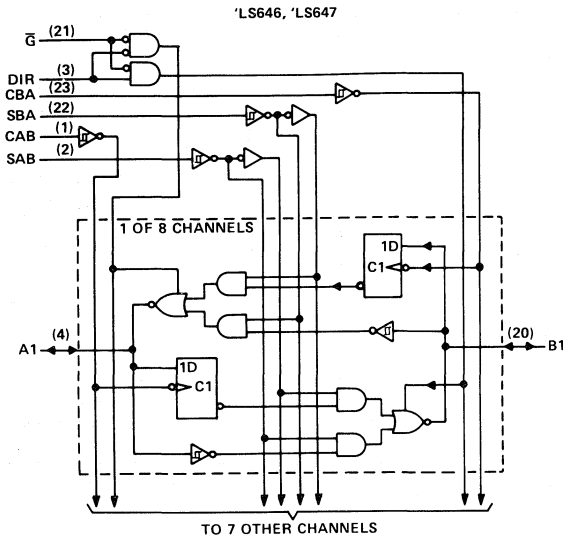 'LS646, 'LS647
G̅ (21)
DIR (3)
CBA (23)
SBA (22)
CAB (1)
SAB (2)
1 OF 8 CHANNELS
1D
C1
A1 (4)
(20) B1
1D
C1
TO 7 OTHER CHANNELS